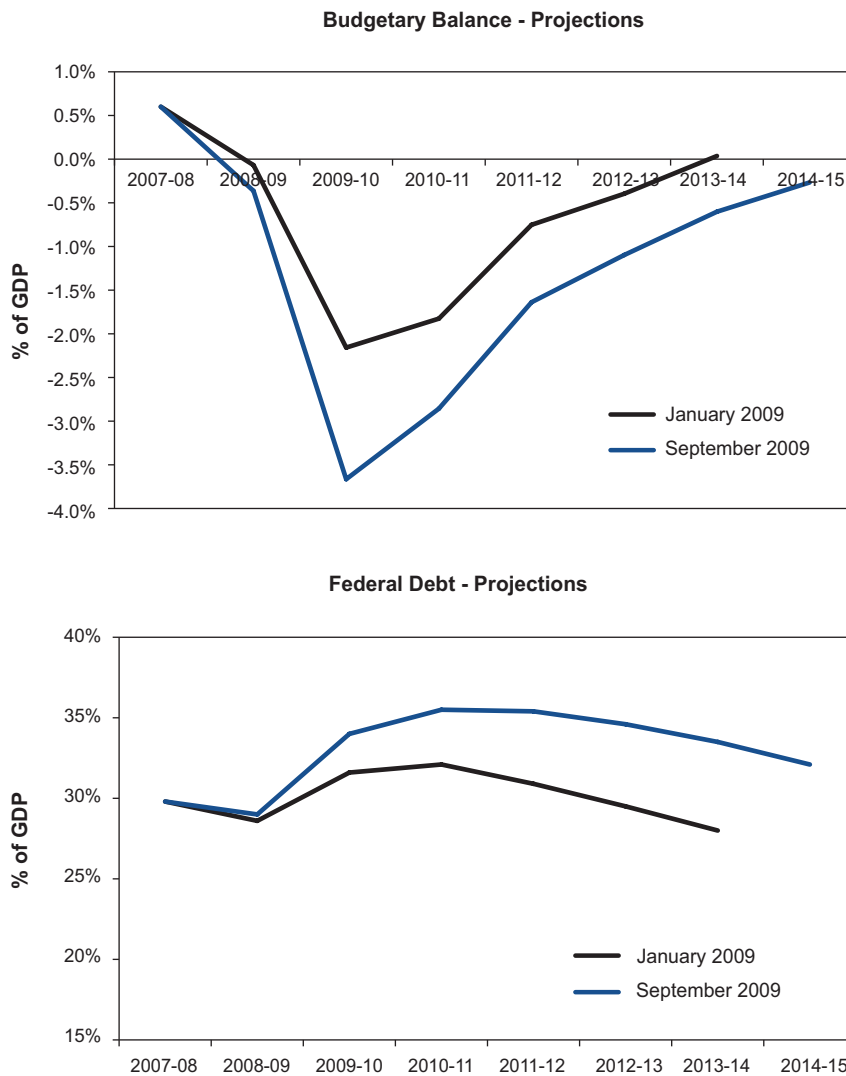 Budgetary Balance - Projections
1.0%
0.5%
0.0%
2007-08 2008-09 2009-10 2010-11 2011-12 2012-13 2013-14 2014-15
-0.5%
-1.0%
-1.5%
-2.0%
-2.5%
-3.0%
-3.5%
-4.0%
% of GDP
January 2009
September 2009
Federal Debt - Projections
40%
35%
30%
25%
20%
15%
% of GDP
January 2009
September 2009
2007-08 2008-09 2009-10 2010-11 2011-12 2012-13 2013-14 2014-15